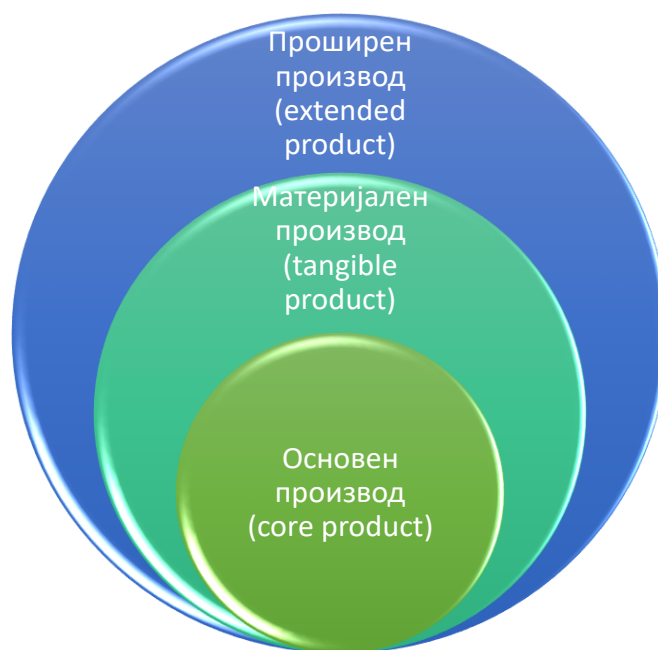 Проширен
производ
(extended
product)
Материјален
производ
(tangible
product)
Основен
производ
(core product)